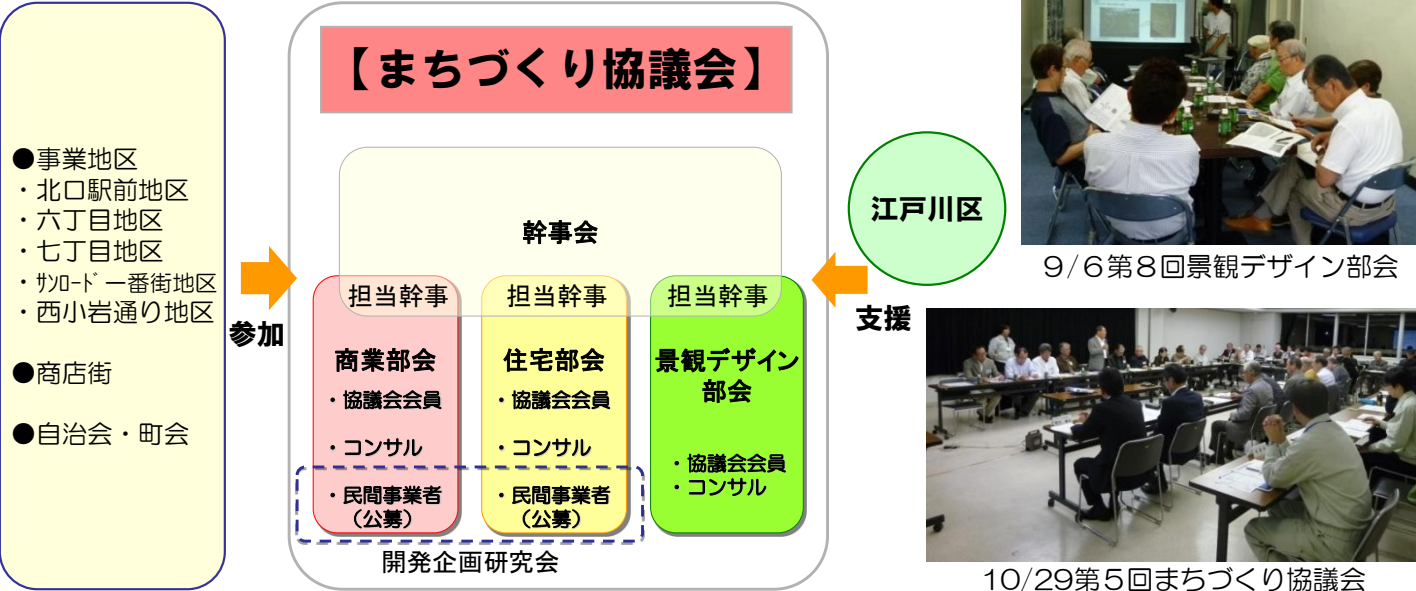 ●事業地区
・北口駅前地区
・六丁目地区
・七丁目地区
・ｻﾝﾛｰﾄﾞ一番街地区
・西小岩通り地区
●商店街
●自治会・町会
参加
【まちづくり協議会】
幹事会
担当幹事
商業部会
・協議会会員
・コンサル
・民間事業者
（公募）
担当幹事
住宅部会
・協議会会員
・コンサル
・民間事業者
（公募）
担当幹事
景観デザイン
部会
・協議会会員
・コンサル
開発企画研究会
江戸川区
支援
9/6第8回景観デザイン部会
10/29第5回まちづくり協議会